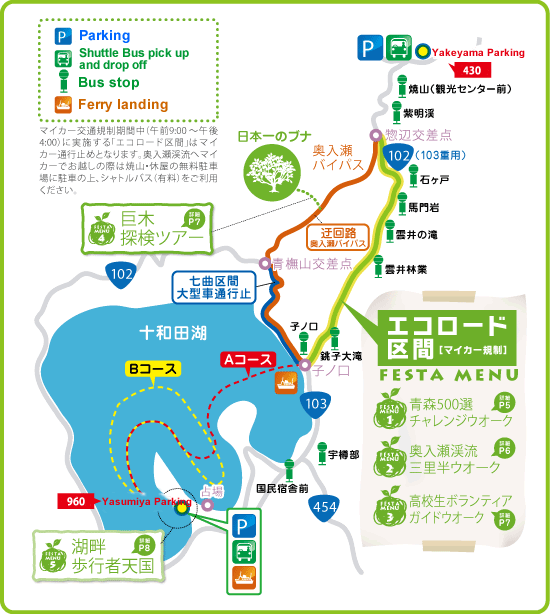 P Parking
Shuttle Bus pick up
and drop off
Bus stop
Ferry landing
マイカー交通規制期間中(午前9:00～午後
4:00)に実施する「エコロード区間」はマイ
カー通行止めとなります。奥入瀬渓流へマイ
カーでお越しの際は焼山・休屋の無料駐車
場に駐車の上、シャトルバス(有料)をご利用
ください。
P
Yakeyama Parking
430
焼山(観光センター前)
紫明渓
惣辺交差点
102 (103重用)
日本一のブナ
奥入瀬
バイパス
石ヶ戸
馬門岩
雲井の滝
雲井林業
FESTA MENU 4
巨木
探検ツアー
詳細 P7
迂回路
奥入瀬バイパス
青橅山交差点
102
七曲区間
大型車通行止
十和田湖
子ノ口
銚子大滝
子ノ口
Aコース
Bコース
103
エコロード
区間 [マイカー規制]
FESTA MENU
FESTA MENU 1
青森500選
チャレンジウオーク
詳細 P5
FESTA MENU 2
奥入瀬渓流
三里半ウオーク
詳細 P6
FESTA MENU 3
高校生ボランティア
ガイドウオーク
詳細 P7
宇樽部
国民宿舎前
454
960
Yasumiya Parking
占場
P
FESTA MENU 5
湖畔
歩行者天国
詳細 P8